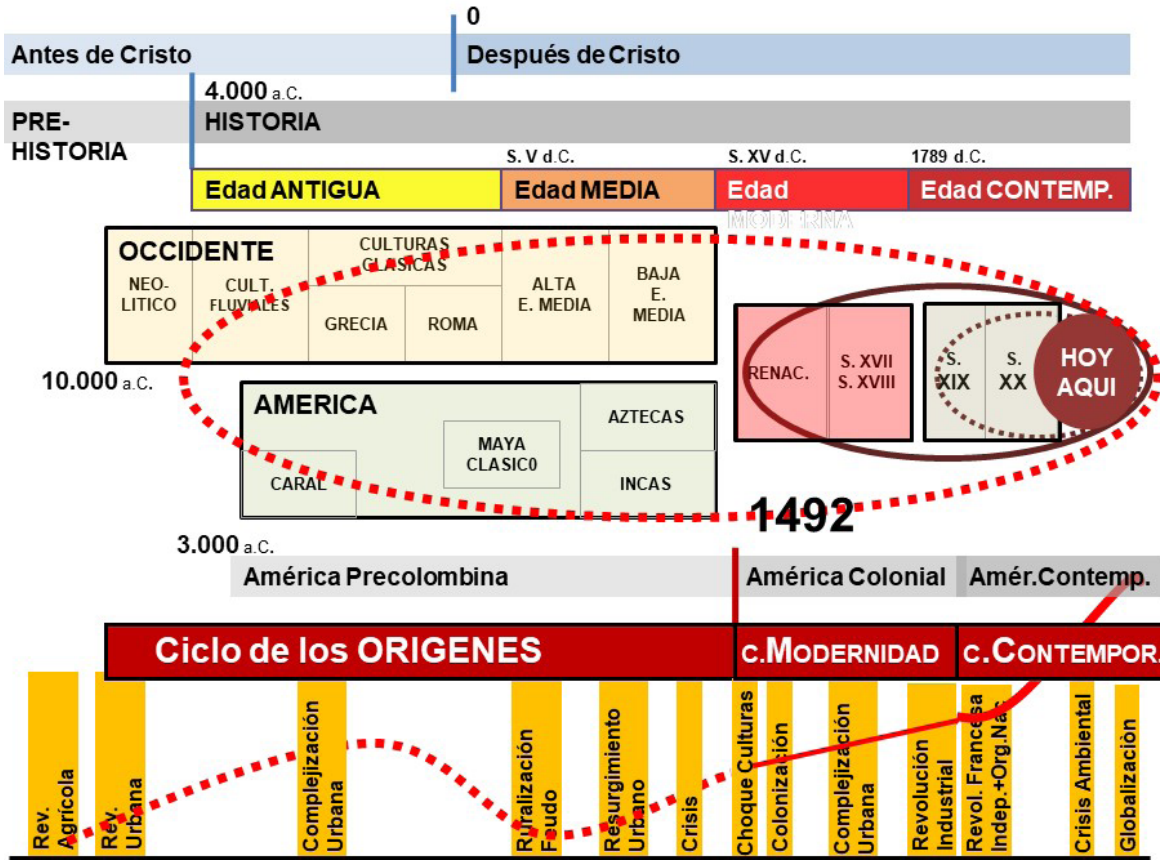 0
Antes de Cristo
Después de Cristo
4.000 a.C.
PRE-
HISTORIA
HISTORIA
S. V d.C.
S. XV d.C.
1789 d.C.
Edad ANTIGUA
Edad MEDIA
Edad
MODERNA
Edad CONTEMP.
OCCIDENTE
NEO-
LITICO
CULT.
FLUVIALES
CULTURAS
CLASICAS
GRECIA
ROMA
ALTA
E. MEDIA
BAJA
E.
MEDIA
RENAC.
S. XVII
S. XVIII
S.
XIX
S.
XX
HOY
AQUI
10.000 a.C.
AMERICA
CARAL
MAYA
CLASIC0
AZTECAS
INCAS
1492
3.000 a.C.
América Precolombina
América Colonial
Amér.Contemp.
Ciclo de los ORIGENES
C.MODERNIDAD
C.CONTEMPOR.
Rev.
Agrícola
Rev.
Urbana
Complejización
Urbana
Ruralización
Feudo
Resurgimiento
Urbano
Crisis
Choque Culturas
Colonización
Complejización
Urbana
Revolución
Industrial
Revol. Francesa
Indep.+Org.Nac.
Crisis Ambiental
Globalizaciòn